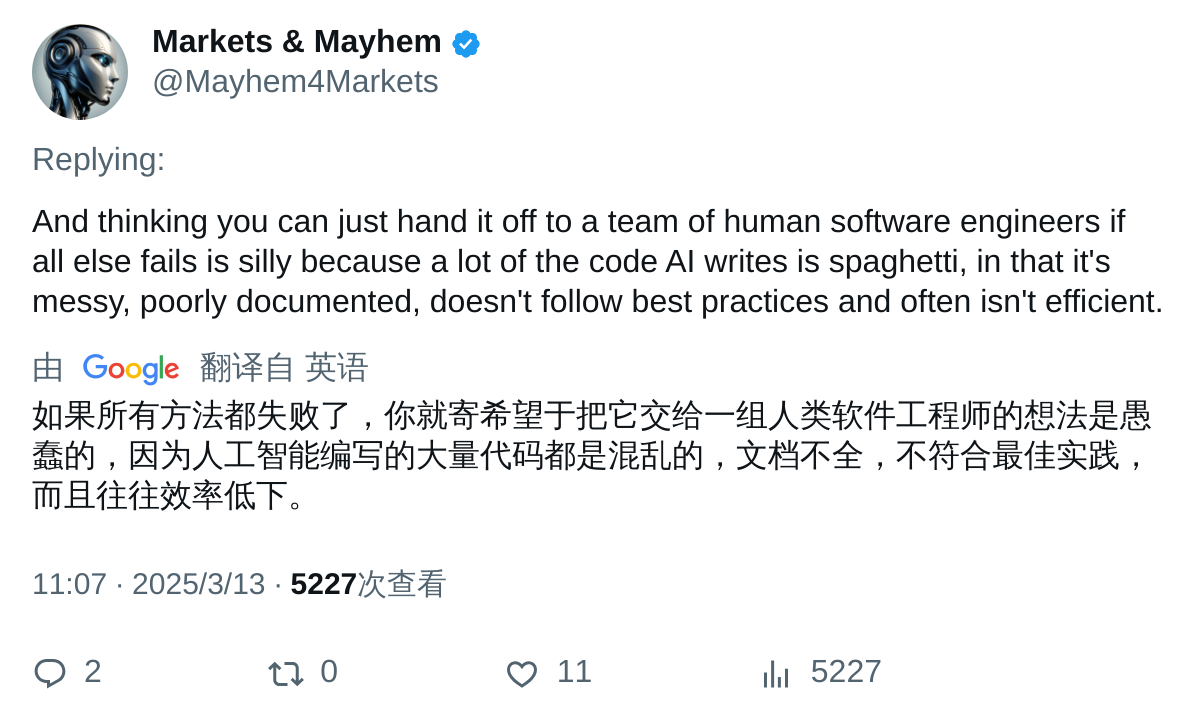 Markets & Mayhem
@Mayhem4Markets
Replying:
And thinking you can just hand it off to a team of human software engineers if
all else fails is silly because a lot of the code AI writes is spaghetti, in that it's
messy, poorly documented, doesn't follow best practices and often isn't efficient.
由 Google 翻译自 英语
如果所有方法都失败了，你就寄希望于把它交给一组人类软件工程师的想法是愚
蠢的，因为人工智能编写的大量代码都是混乱的，文档不全，不符合最佳实践，
而且往往效率低下。
11:07 · 2025/3/13 · 5227次查看
2 0 11 5227